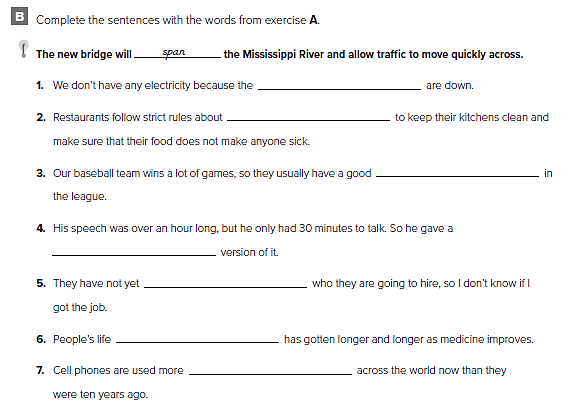 B Complete the sentences with the words from exercise A.
The new bridge will ___span___ the Mississippi River and allow traffic to move quickly across.
1. We don't have any electricity because the ______________ are down.
2. Restaurants follow strict rules about ______________ to keep their kitchens clean and
make sure that their food does not make anyone sick.
3. Our baseball team wins a lot of games, so they usually have a good ______________ in
the league.
4. His speech was over an hour long, but he only had 30 minutes to talk. So he gave a
______________ version of it.
5. They have not yet ______________ who they are going to hire, so I don't know if I
got the job.
6. People's life ______________ has gotten longer and longer as medicine improves.
7. Cell phones are used more ______________ across the world now than they
were ten years ago.